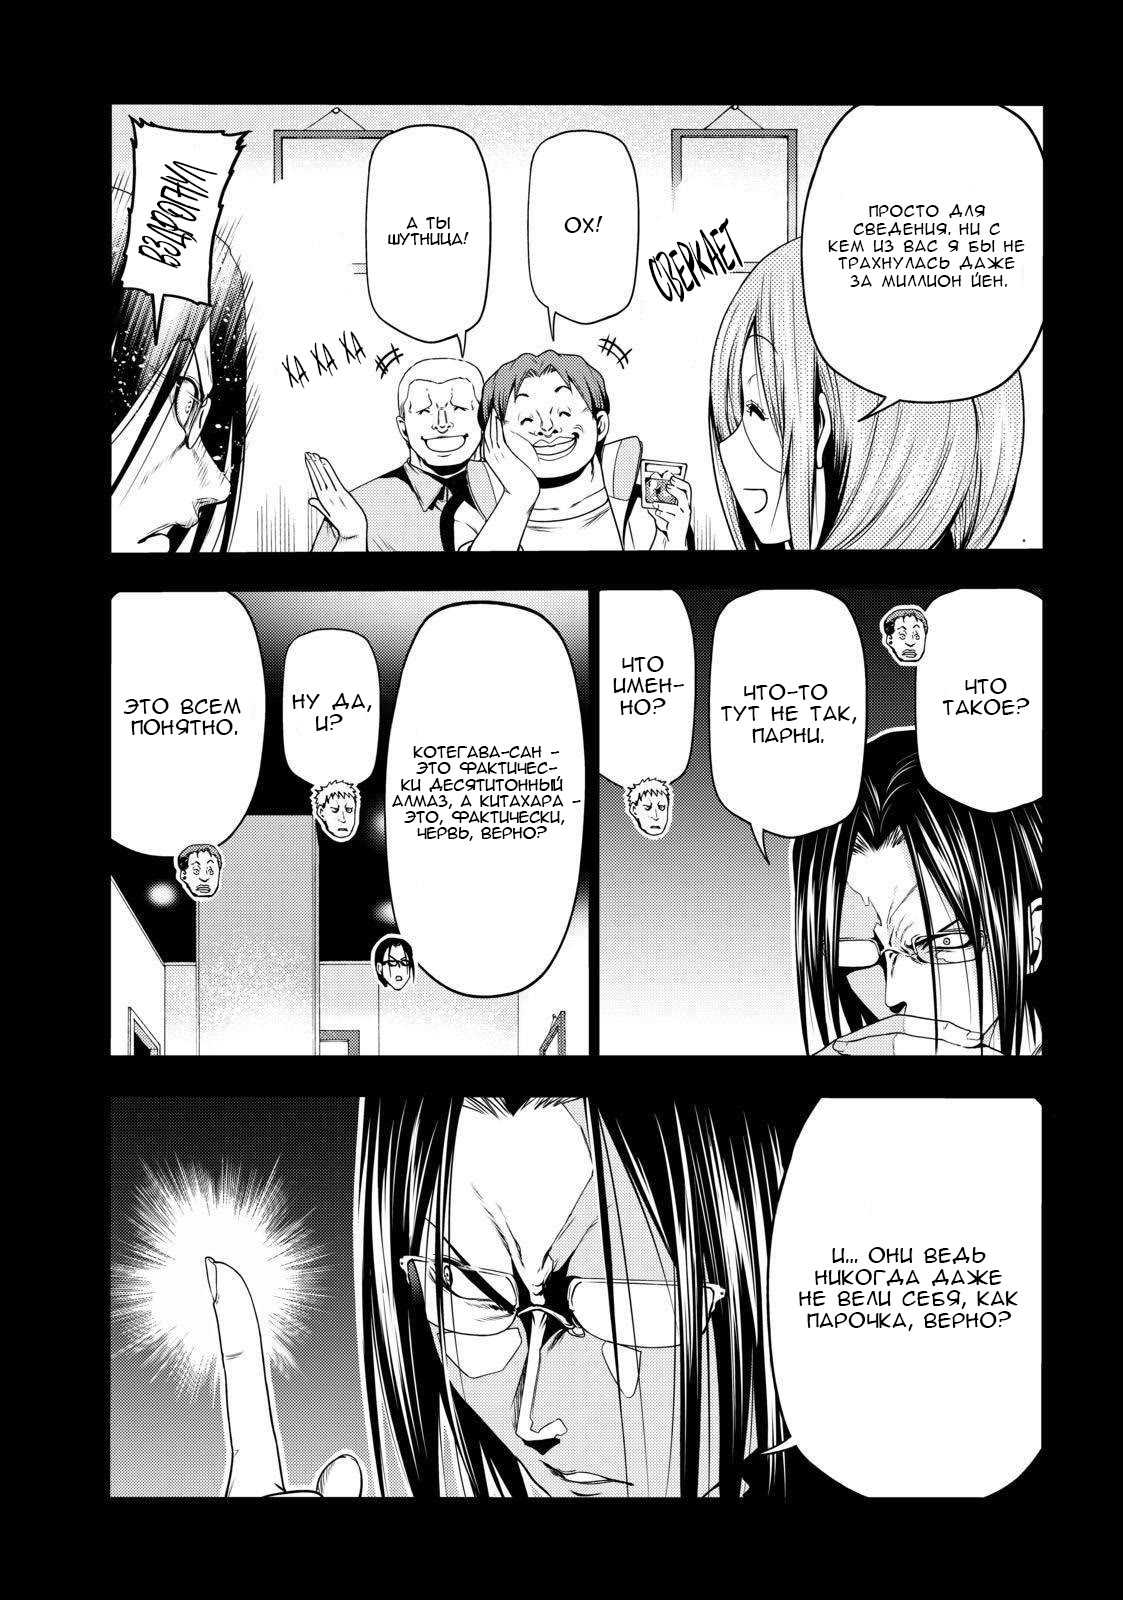 ПРОСТО ДЛЯ
СВЕДЕНИЯ. НИ С
КЕМ ИЗ ВАС Я БЫ НЕ
ТРАХНУЛАСЬ ДАЖЕ
ЗА МИЛЛИОН ЙЕН.
СВЕРКАЕТ
ОХ!
А ТЫ
ШУТНИЦА!
ХА ХА ХА
ВЗДРОГНУЛ
ЧТО
ТАКОЕ?
ЧТО-ТО
ТУТ НЕ ТАК,
ПАРНИ.
ЧТО
ИМЕН-
НО?
КОТЕГАВА-САН -
ЭТО ФАКТИЧЕС-
КИ ДЕСЯТИТОННЫЙ
АЛМАЗ, А КИТАХАРА -
ЭТО, ФАКТИЧЕСКИ,
ЧЕРВЬ, ВЕРНО?
НУ ДА,
И?
ЭТО ВСЕМ
ПОНЯТНО.
И... ОНИ ВЕДЬ
НИКОГДА ДАЖЕ
НЕ ВЕЛИ СЕБЯ, КАК
ПАРОЧКА, ВЕРНО?